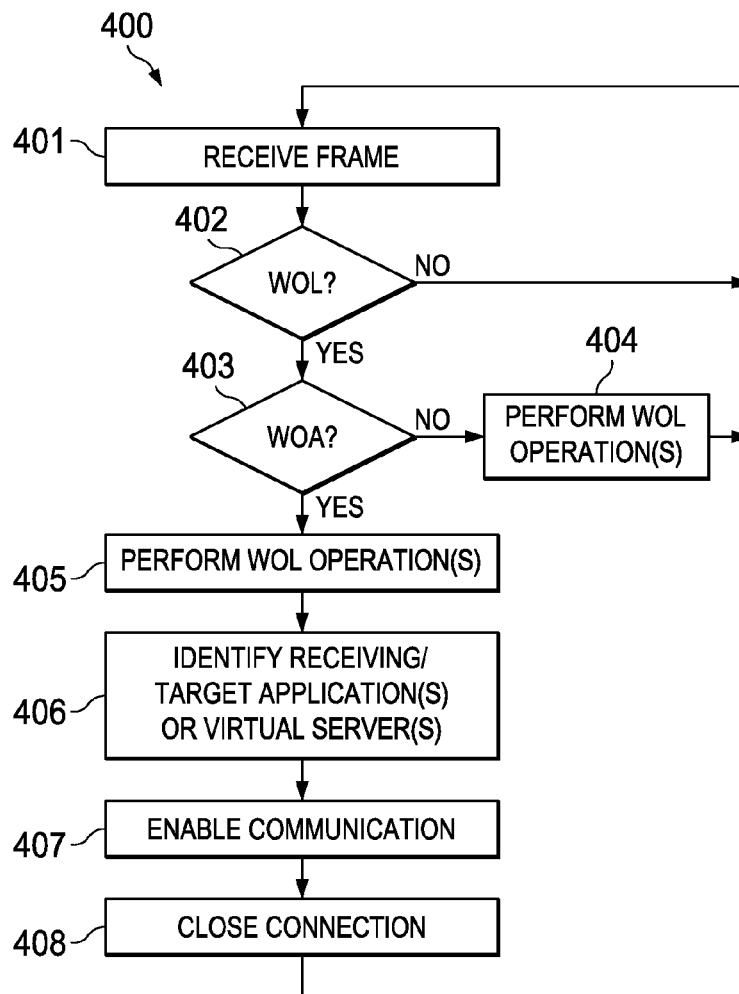 400
401
RECEIVE FRAME
402
WOL?
NO
YES
403
WOA?
NO
404
PERFORM WOL
OPERATION(S)
YES
405
PERFORM WOL OPERATION(S)
406
IDENTIFY RECEIVING/
TARGET APPLICATION(S)
OR VIRTUAL SERVER(S)
407
ENABLE COMMUNICATION
408
CLOSE CONNECTION